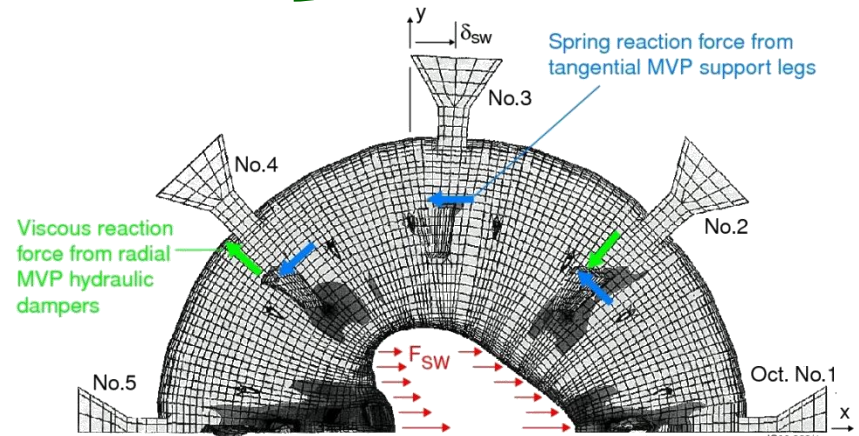 y
δsw
Spring reaction force from
tangential MVP support legs
No.3
No.4
No.2
Viscous reaction
force from radial
MVP hydraulic
dampers
FSW
No.5
Oct. No.1
x